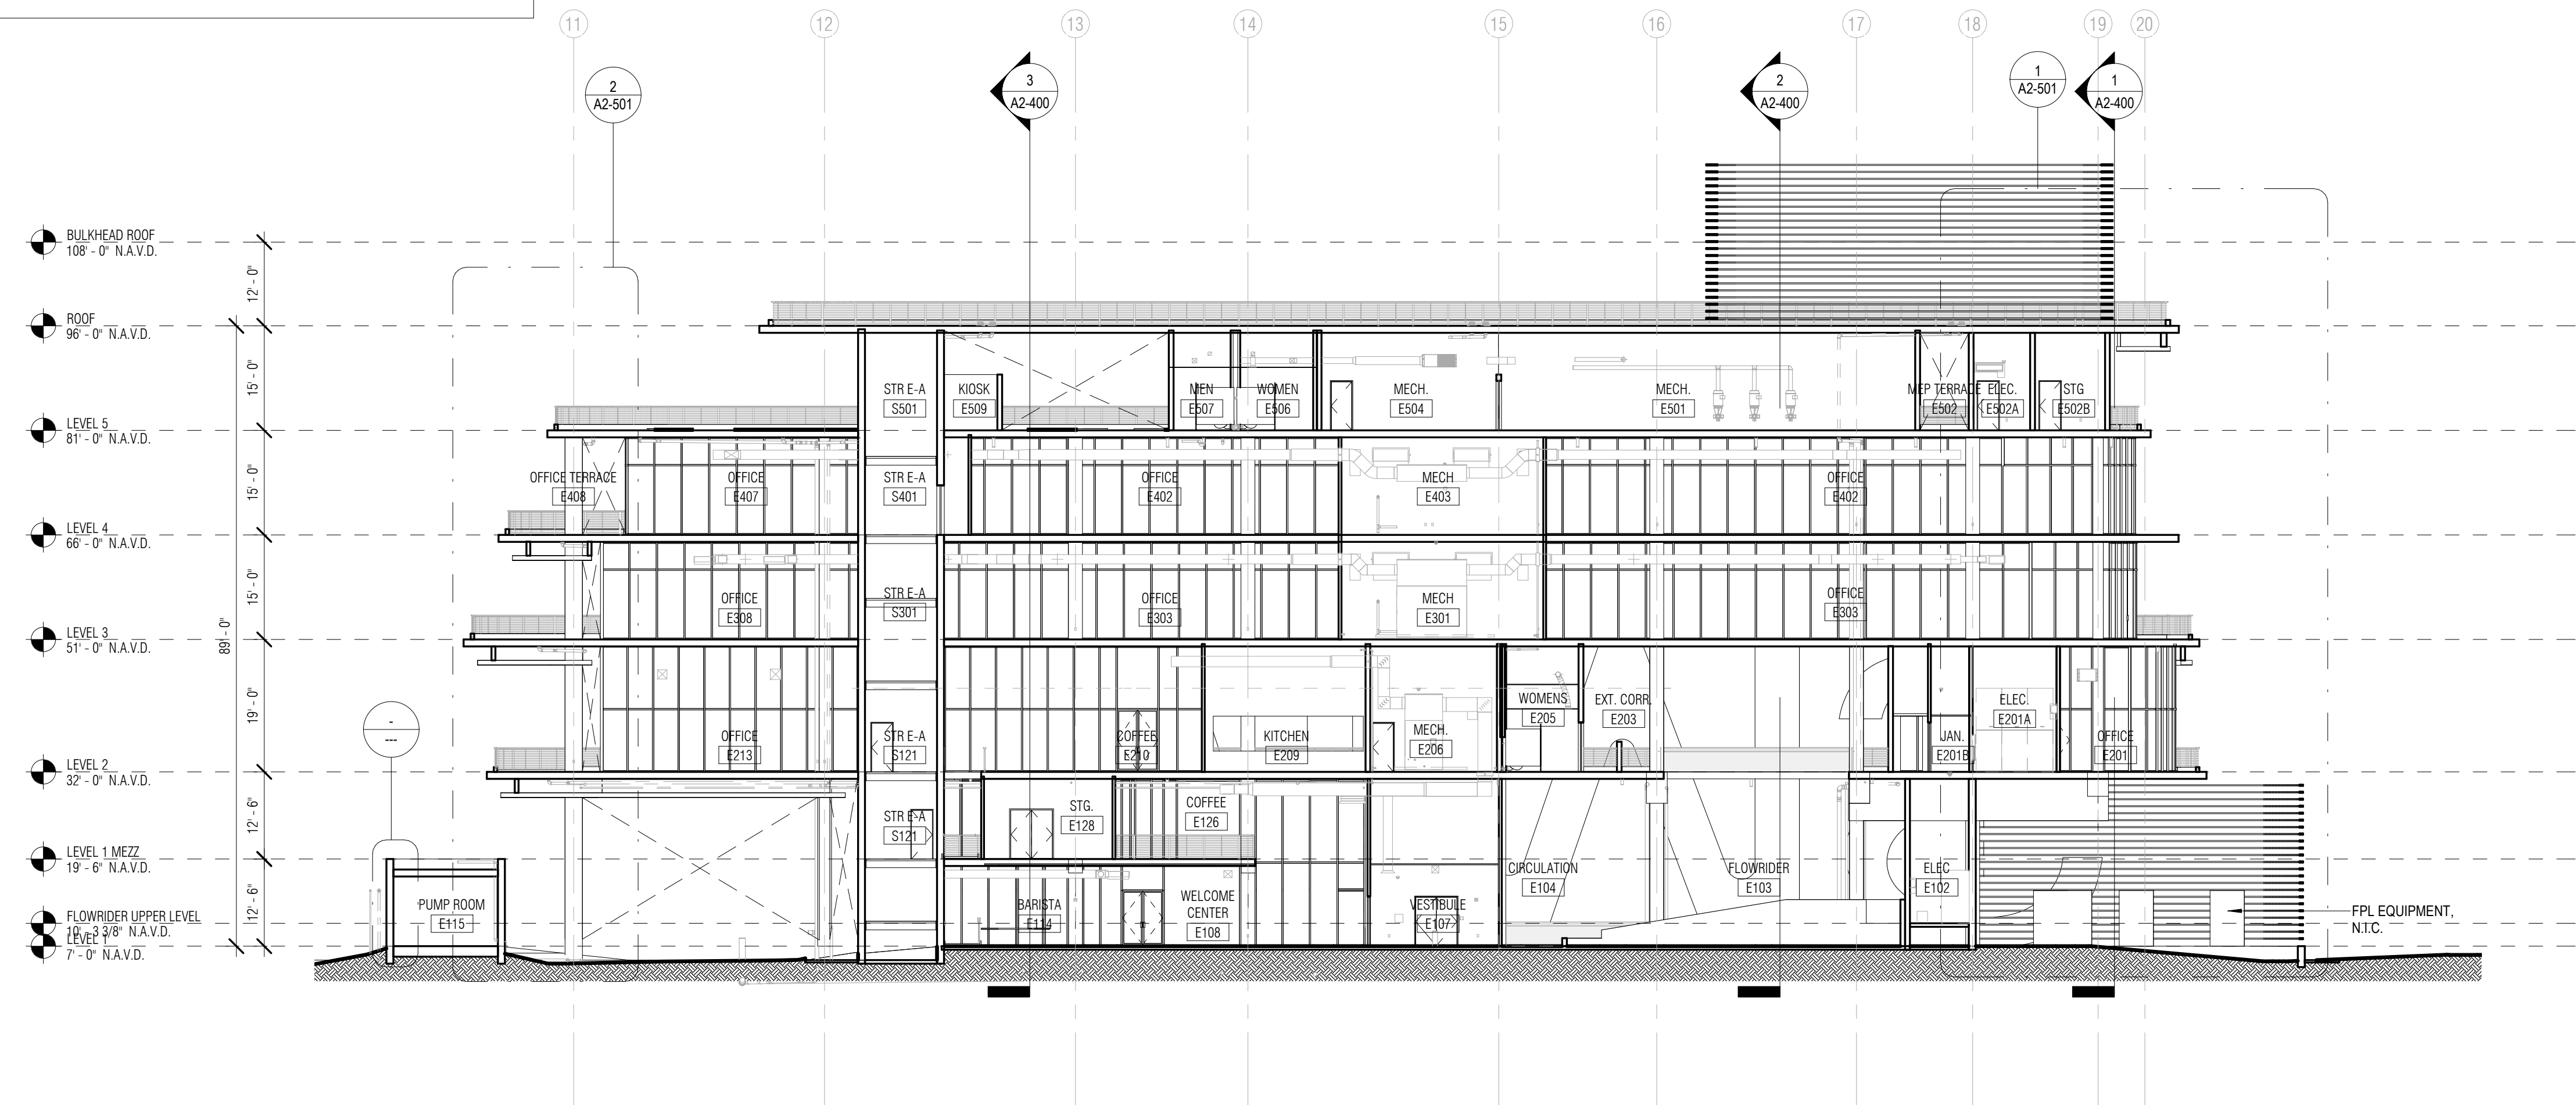 11
12
13
14
15
16
17
18
19
20
2
A2-501
3
A2-400
2
A2-400
1
A2-501
1
A2-400
BULKHEAD ROOF
108' - 0" N.A.V.D.
12' - 0"
ROOF
96' - 0" N.A.V.D.
15' - 0"
STR E-A
S501
KIOSK
E509
MEN
E507
WOMEN
E506
MECH.
E504
MECH.
E501
MEP TERRACE
E502
ELEC.
E502A
STG
E502B
LEVEL 5
81' - 0" N.A.V.D.
15' - 0"
OFFICE TERRACE
E408
OFFICE
E407
STR E-A
S401
OFFICE
E402
MECH
E403
OFFICE
E402
LEVEL 4
66' - 0" N.A.V.D.
15' - 0"
89' - 0"
OFFICE
E308
STR E-A
S301
OFFICE
E303
MECH
E301
OFFICE
E303
LEVEL 3
51' - 0" N.A.V.D.
19' - 0"
OFFICE
E213
STR E-A
S121
COFFEE
E210
KITCHEN
E209
MECH.
E206
WOMENS
E205
EXT. CORR.
E203
JAN.
E201B
ELEC.
E201A
OFFICE
E201
-
---
LEVEL 2
32' - 0" N.A.V.D.
12' - 6"
STR E-A
S121
STG.
E128
COFFEE
E126
LEVEL 1 MEZZ
19' - 6" N.A.V.D.
12' - 6"
PUMP ROOM
E115
BARISTA
E114
WELCOME
CENTER
E108
VESTIBULE
E107
CIRCULATION
E104
FLOWRIDER
E103
ELEC
E102
FLOWRIDER UPPER LEVEL
10' - 3 3/8" N.A.V.D.
LEVEL 1
7' - 0" N.A.V.D.
FPL EQUIPMENT,
N.I.C.